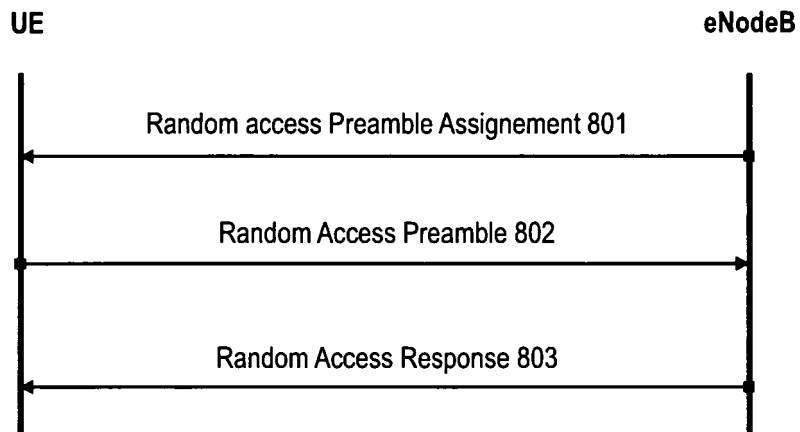 UE
eNodeB
Random access Preamble Assignement 801
Random Access Preamble 802
Random Access Response 803